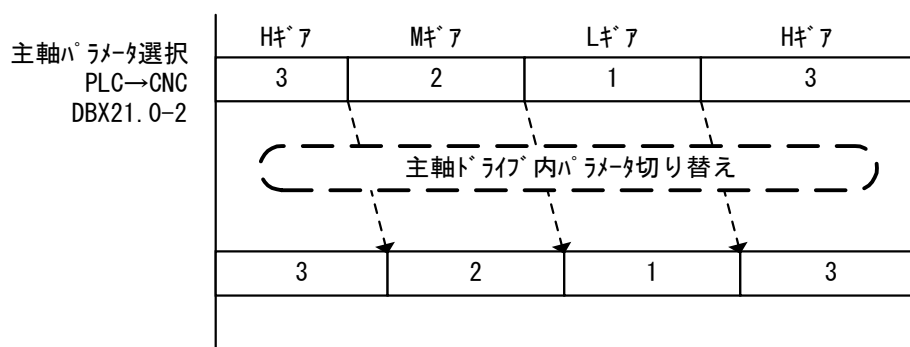 Hｷﾞｱ Mｷﾞｱ Lｷﾞｱ Hｷﾞｱ
主軸ﾊﾟﾗﾒｰﾀ選択
3 2 1 3
PLC→CNC
DBX21.0-2
主軸ﾄﾞﾗｲﾌﾞ内ﾊﾟﾗﾒｰﾀ切り替え
3 2 1 3